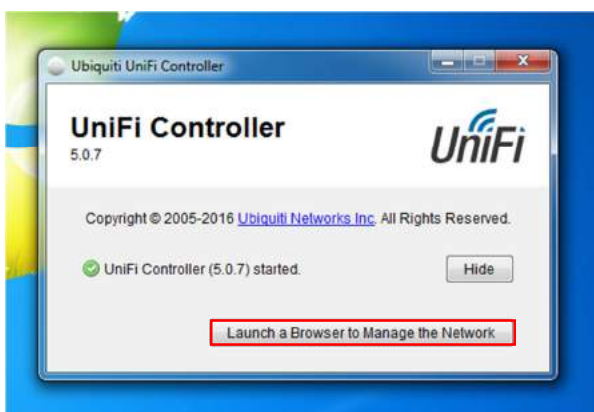 Ubiquiti UniFi Controller
UniFi Controller
5.0.7
UniFi
Copyright © 2005-2016 Ubiquiti Networks Inc. All Rights Reserved.
UniFi Controller (5.0.7) started.
Hide
Launch a Browser to Manage the Network